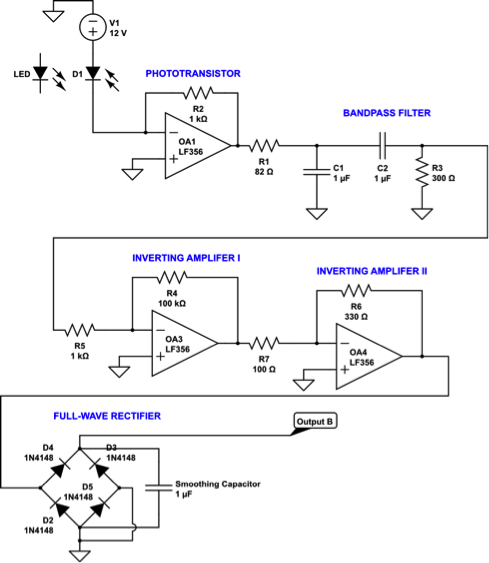 V1
12 V
LED
D1
PHOTOTRANSISTOR
R2
1 kΩ
OA1
LF356
R1
82 Ω
BANDPASS FILTER
C1
1 µF
C2
1 µF
R3
300 Ω
INVERTING AMPLIFER I
R4
100 kΩ
R5
1 kΩ
OA3
LF356
R7
100 Ω
INVERTING AMPLIFER II
R6
330 Ω
OA4
LF356
FULL-WAVE RECTIFIER
Output B
D4
1N4148
D3
1N4148
D5
1N4148
D2
1N4148
Smoothing Capacitor
1 µF